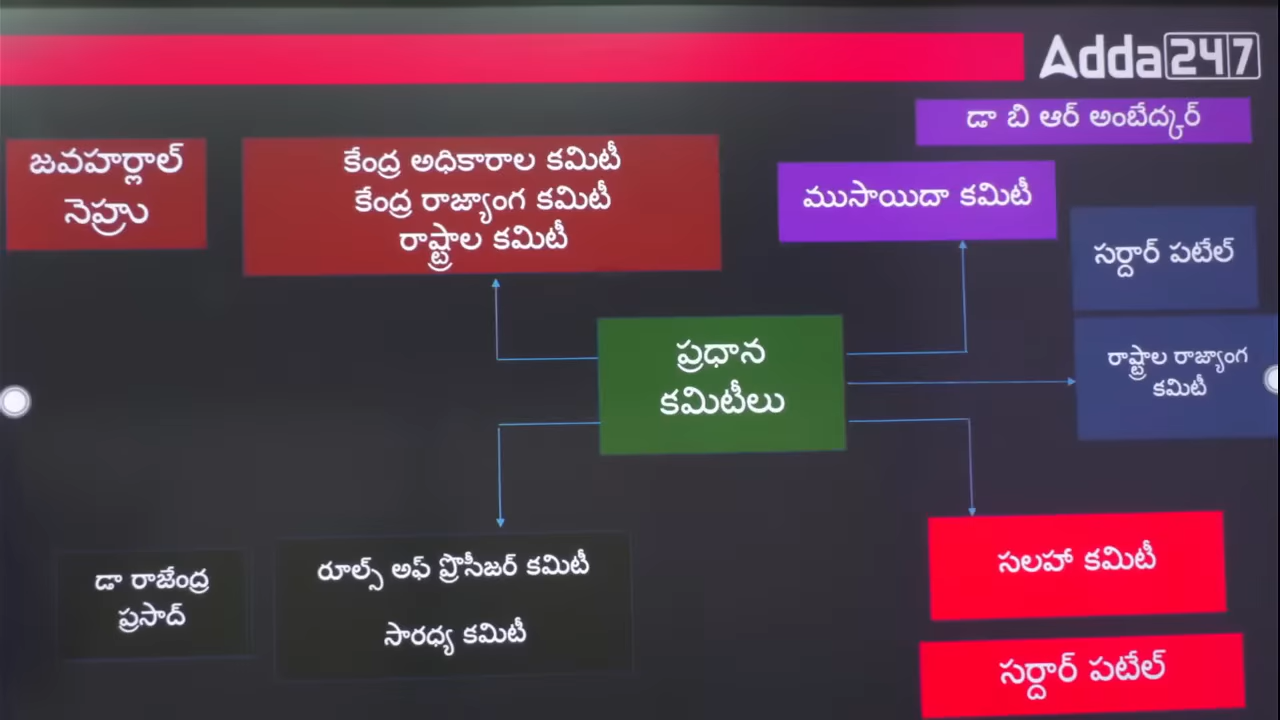 Adda247
డా బి ఆర్ అంబేద్కర్
జవహర్లాల్
నెహ్రు
కేంద్ర అధికారాల కమిటీ
కేంద్ర రాజ్యాంగ కమిటీ
రాష్ట్రాల కమిటీ
ముసాయిదా కమిటీ
సర్దార్ పటేల్
ప్రధాన
కమిటీలు
రాష్ట్రాల రాజ్యాంగ
కమిటీ
డా రాజేంద్ర
ప్రసాద్
రూల్స్ అఫ్ ప్రొసీజర్ కమిటీ
సారధ్య కమిటీ
సలహా కమిటీ
సర్దార్ పటేల్